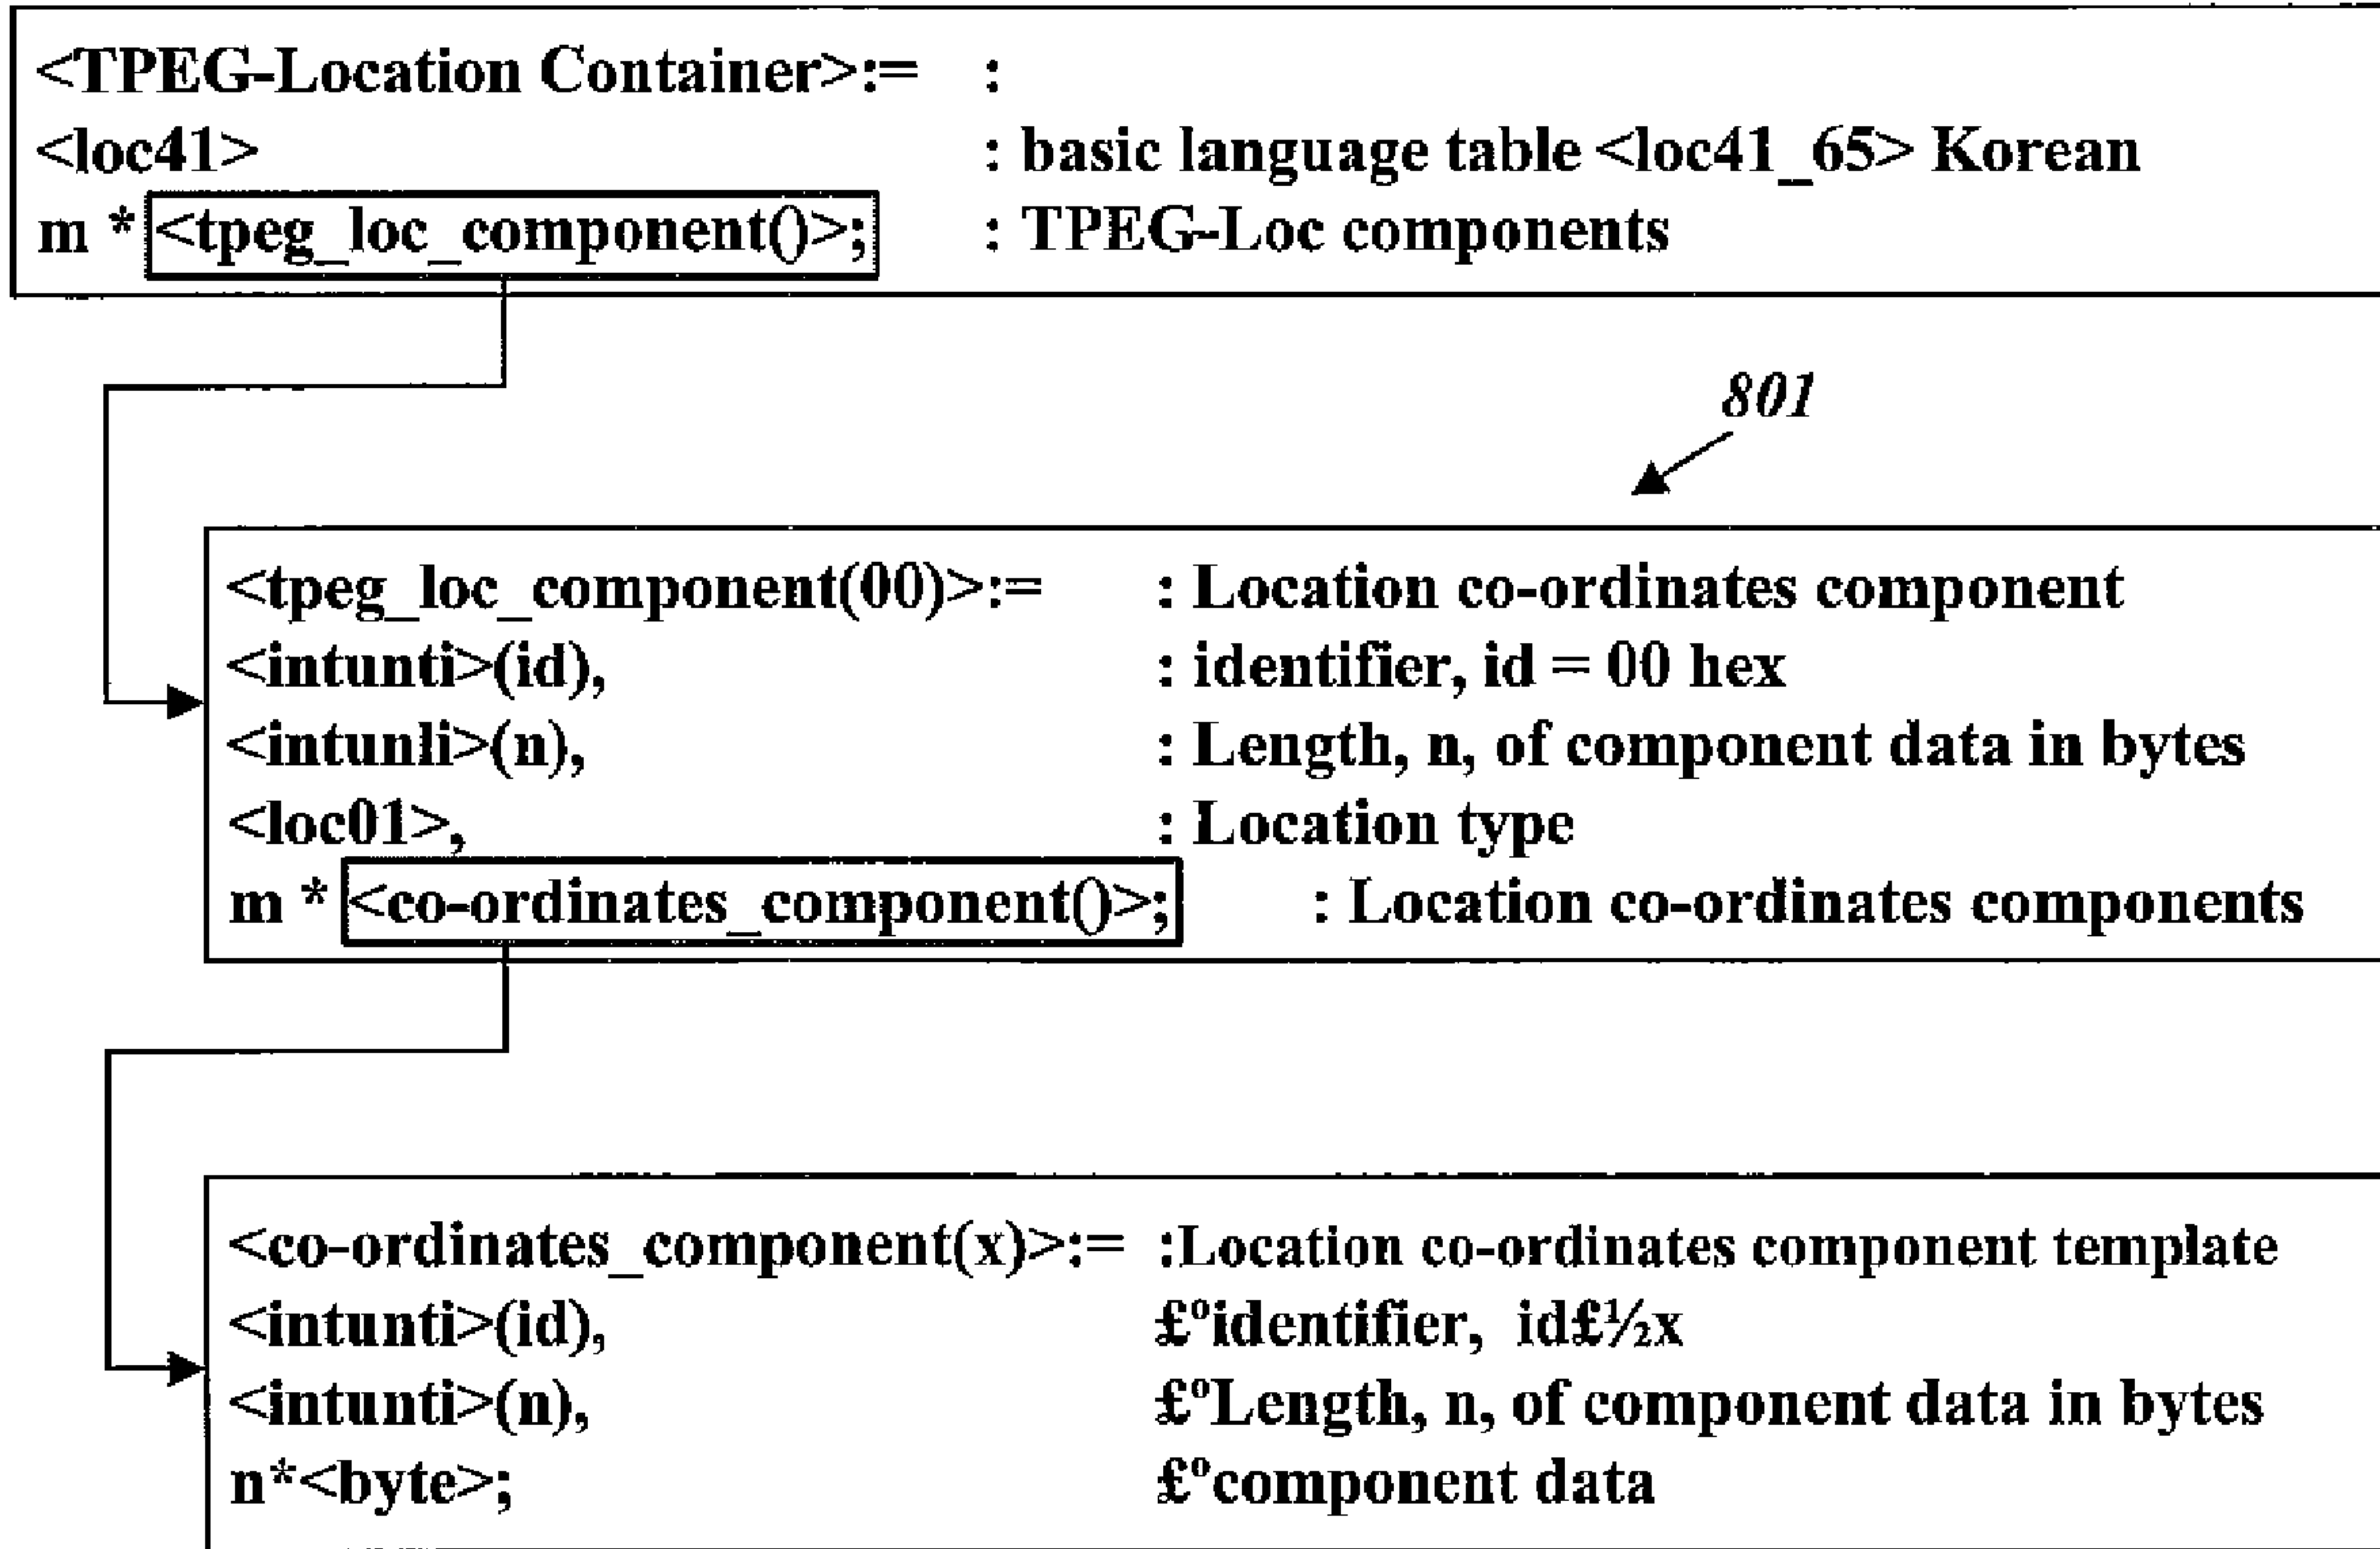 <TPEG-Location Container>:= :
<loc41> : basic language table <loc41_65> Korean
m * <tpeg_loc_component()>; : TPEG-Loc components
801
<tpeg_loc_component(00)>:= : Location co-ordinates component
<intunti>(id), : identifier, id = 00 hex
<intunli>(n), : Length, n, of component data in bytes
<loc01>, : Location type
m * <co-ordinates_component()>; : Location co-ordinates components
<co-ordinates_component(x)>:= :Location co-ordinates component template
<intunti>(id), £ºidentifier, id£½x
<intunti>(n), £ºLength, n, of component data in bytes
n*<byte>; £ºcomponent data